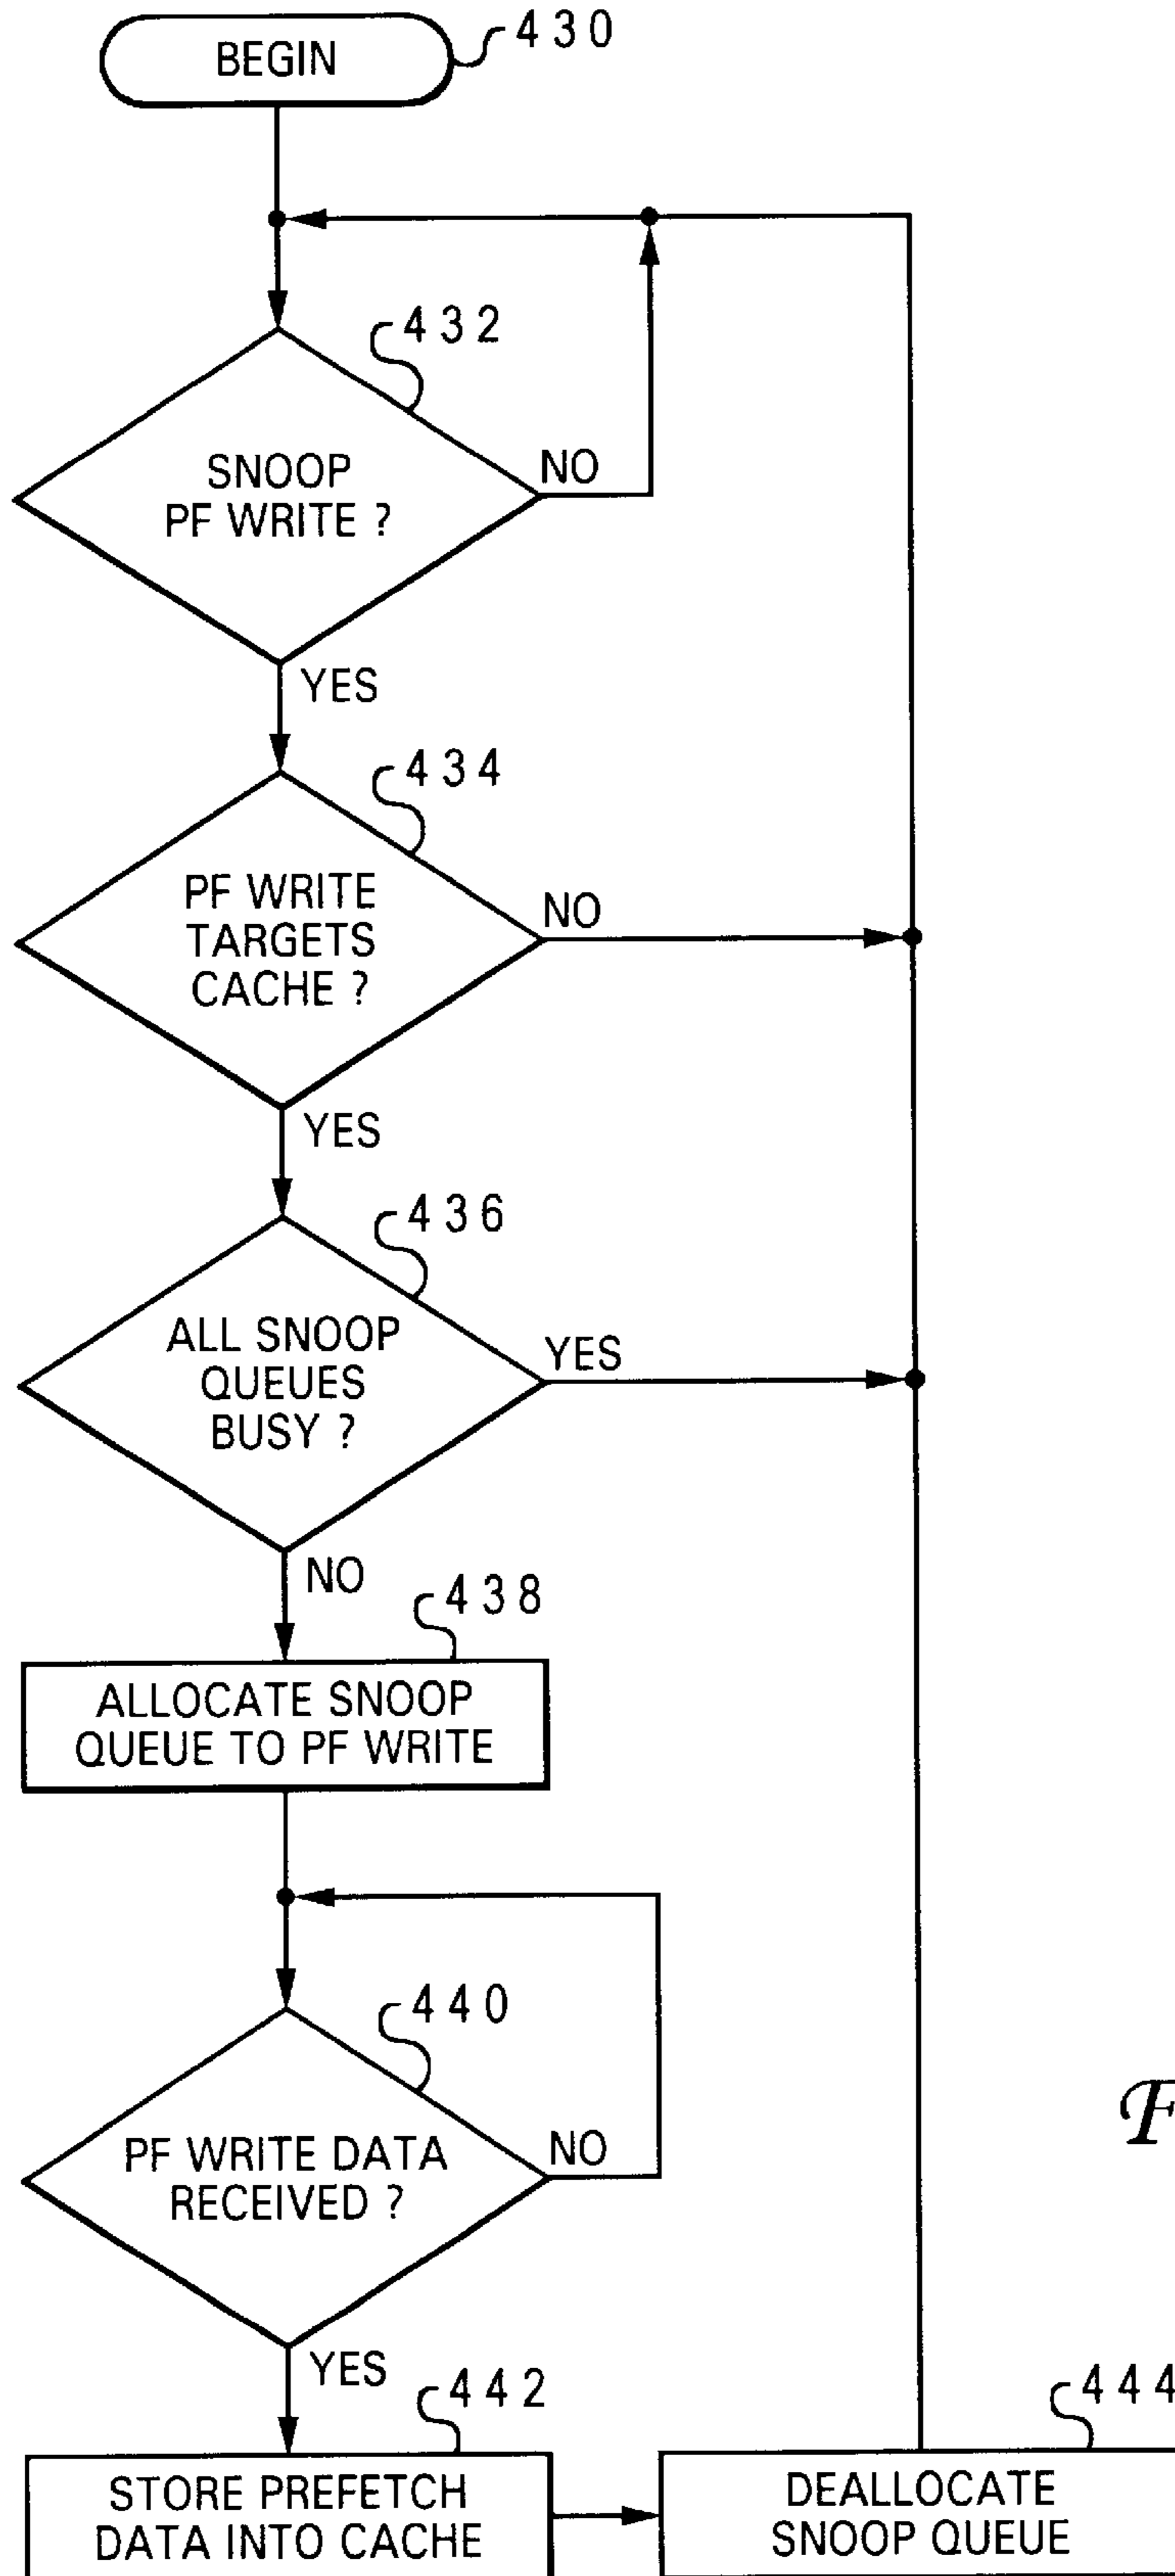 BEGIN
430
432
SNOOP
PF WRITE ?
NO
YES
434
PF WRITE
TARGETS
CACHE ?
NO
YES
436
ALL SNOOP
QUEUES
BUSY ?
YES
NO
438
ALLOCATE SNOOP
QUEUE TO PF WRITE
440
PF WRITE DATA
RECEIVED ?
NO
F
YES
442
STORE PREFETCH
DATA INTO CACHE
444
DEALLOCATE
SNOOP QUEUE